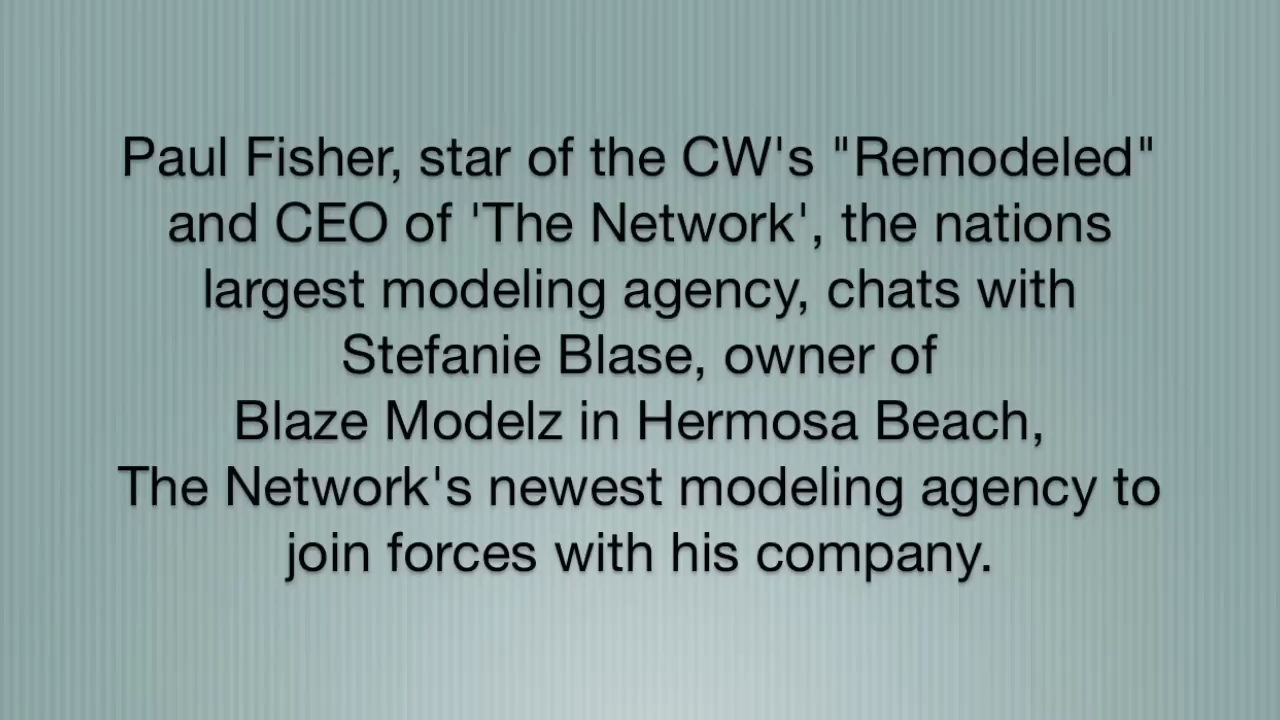 Paul Fisher, star of the CW's "Remodeled"
and CEO of 'The Network', the nations
largest modeling agency, chats with
Stefanie Blase, owner of
Blaze Modelz in Hermosa Beach,
The Network's newest modeling agency to
join forces with his company.